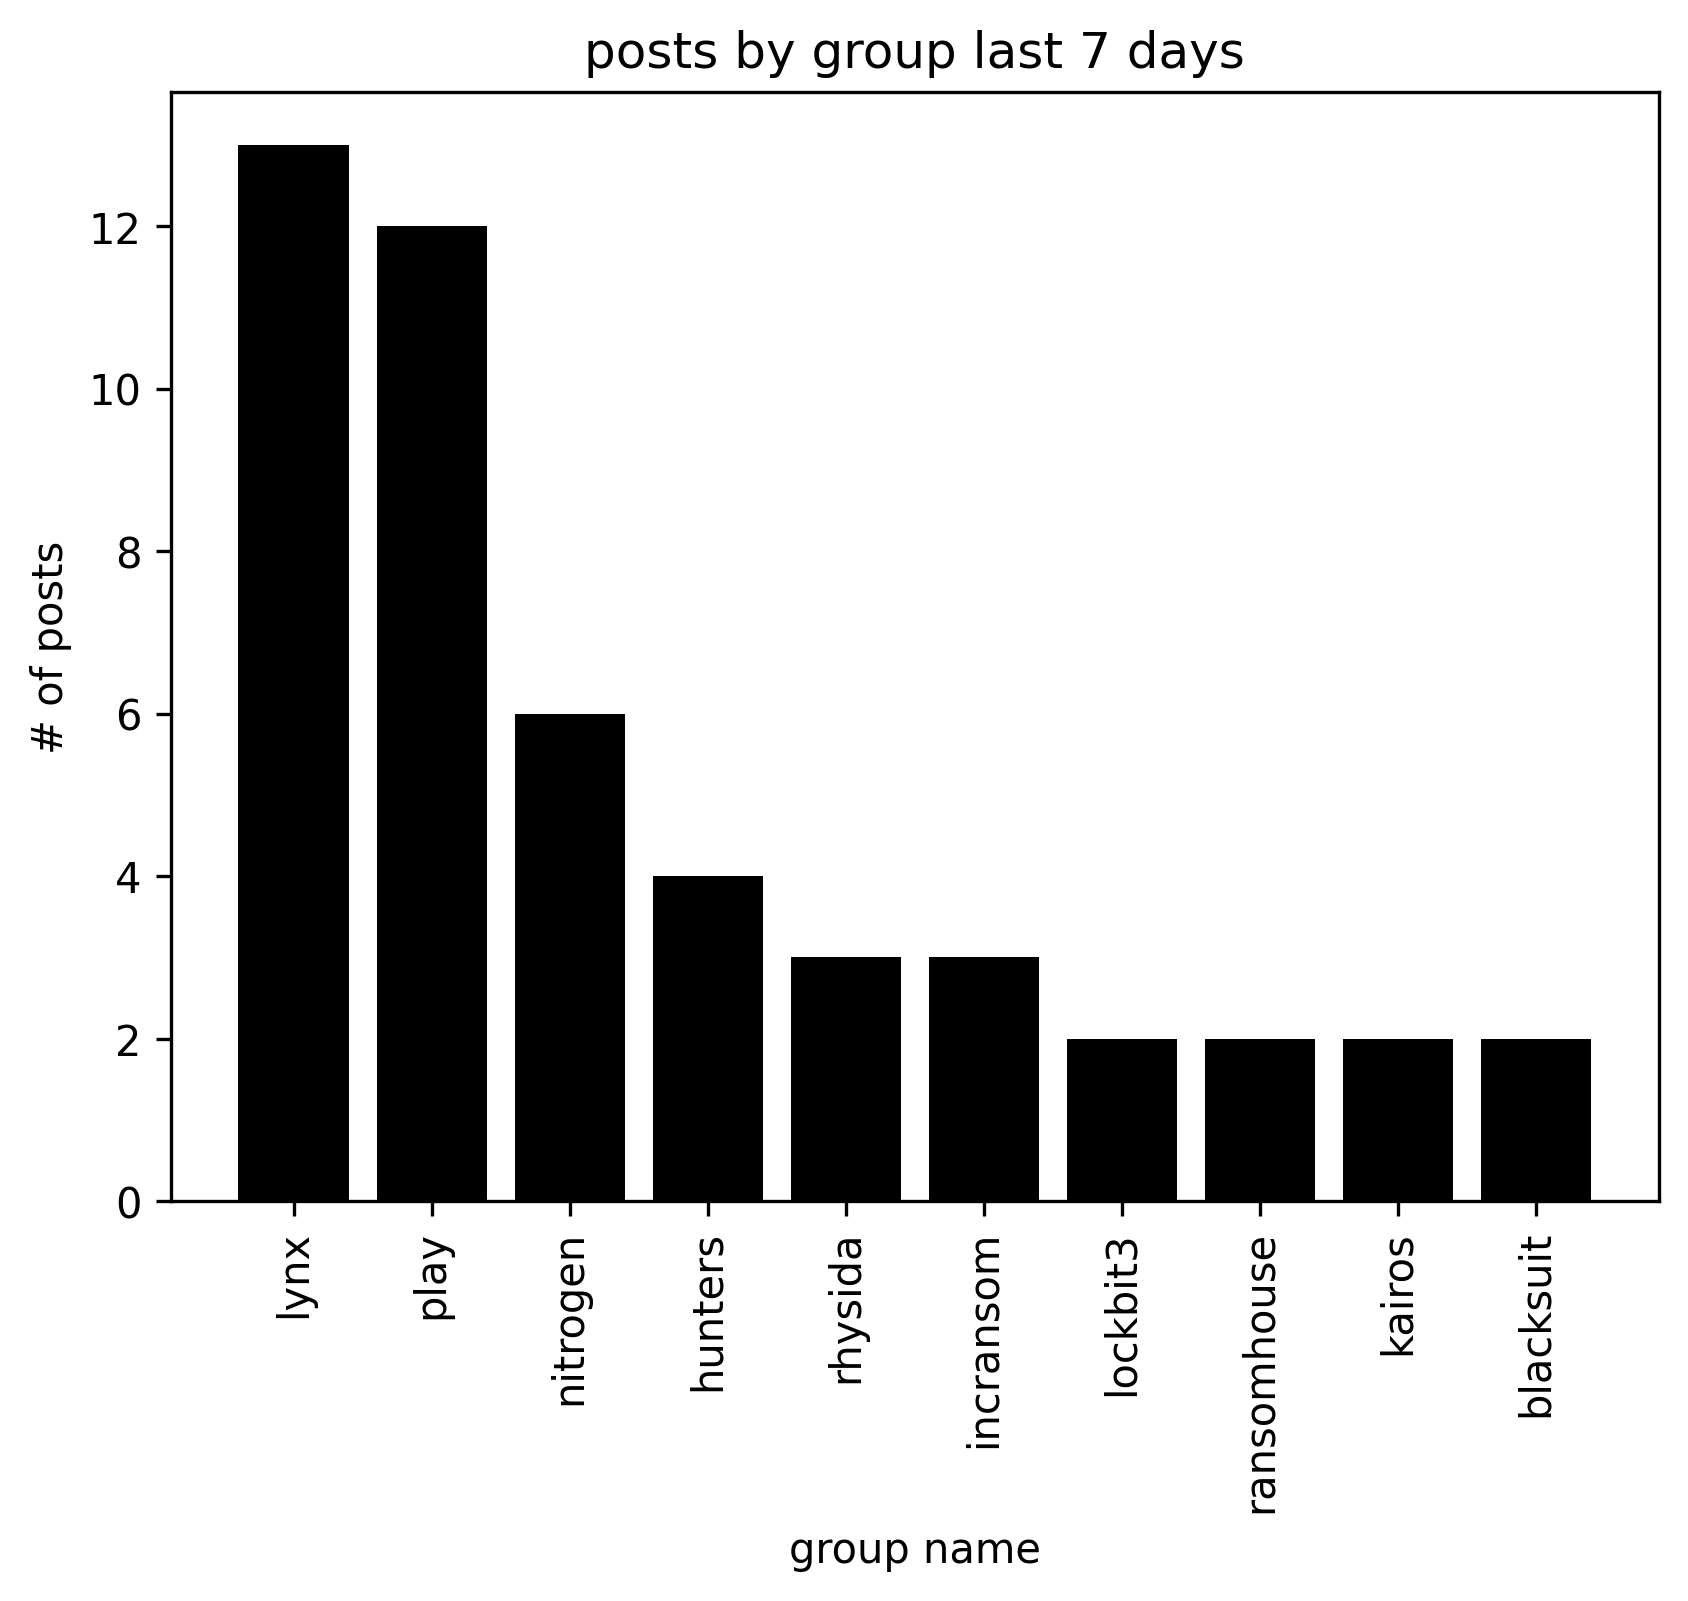 posts by group last 7 days
# of posts
12
10
8
6
4
2
0
lynx
play
nitrogen
hunters
rhysida
incransom
lockbit3
ransomhouse
kairos
blacksuit
group name